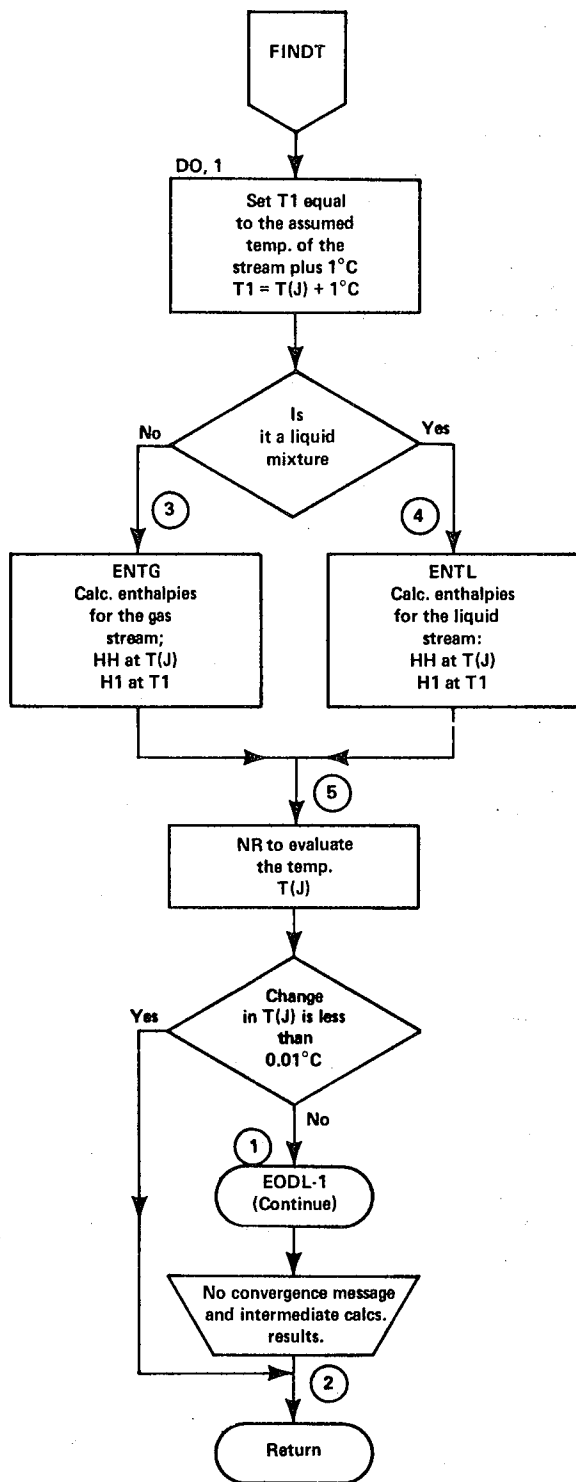 FINDT
DO, 1
Set T1 equal
to the assumed
temp. of the
stream plus 1°C
T1 = T(J) + 1°C
Is
it a liquid
mixture
No
Yes
3
4
ENTG
Calc. enthalpies
for the gas
stream;
HH at T(J)
H1 at T1
ENTL
Calc. enthalpies
for the liquid
stream:
HH at T(J)
H1 at T1
5
NR to evaluate
the temp.
T(J)
Change
in T(J) is less
than
0.01°C
Yes
No
1
EODL-1
(Continue)
No convergence message
and intermediate calcs.
results.
2
Return